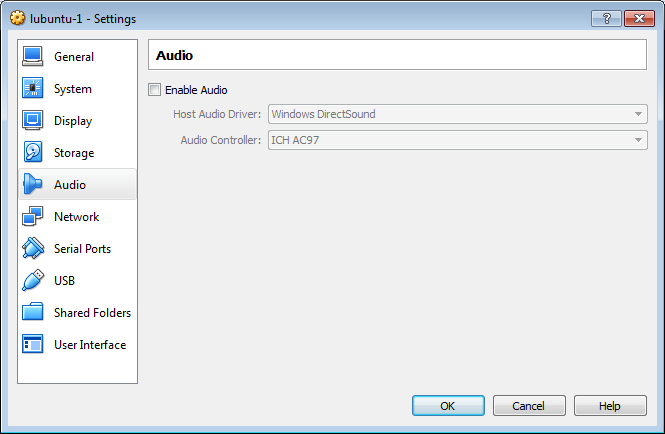 lubuntu-1 - Settings
General
System
Display
Storage
Audio
Network
Serial Ports
USB
Shared Folders
User Interface
Audio
Enable Audio
Host Audio Driver: Windows DirectSound
Audio Controller: ICH AC97
OK Cancel Help